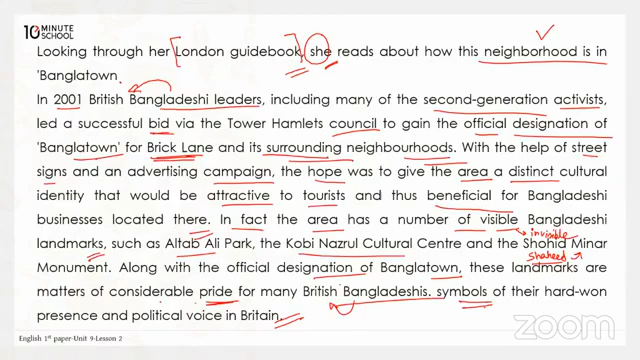 10 MINUTE
SCHOOL
Looking through her London guidebook, she reads about how this neighborhood is in
'Banglatown.
In 2001 British Bangladeshi leaders, including many of the second-generation activists,
led a successful bid via the Tower Hamlets council to gain the official designation of
'Banglatown' for Brick Lane and its surrounding neighbourhoods. With the help of street
signs and an advertising campaign, the hope was to give the area a distinct cultural
identity that would be attractive to tourists and thus beneficial for Bangladeshi
businesses located there. In fact the area has a number of visible Bangladeshi
invisible
landmarks, such as Altab Ali Park, the Kobi Nazrul Cultural Centre and the Shohid Minar
Shaheed
Monument. Along with the official designation of Banglatown, these landmarks are
matters of considerable pride for many British Bangladeshis. symbols of their hard-won
presence and political voice in Britain.
English 1st paper-Unit 9-Lesson 2
zoom